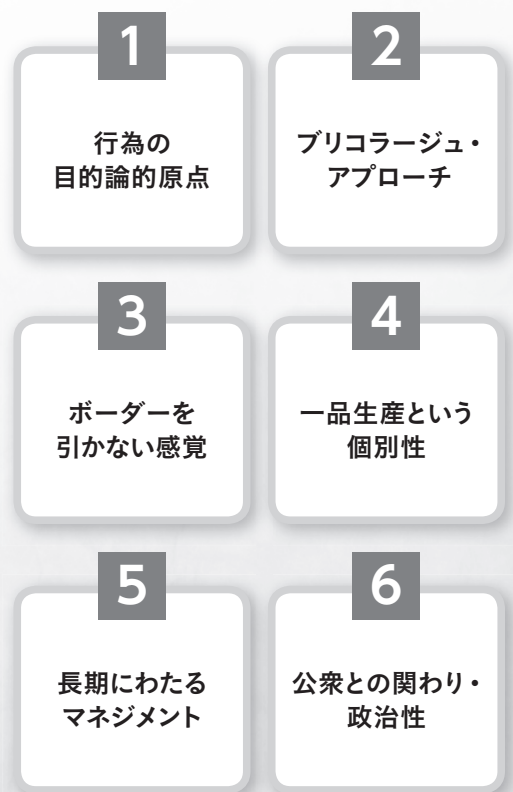 1
行為の
目的論的原点
2
ブリコラージュ・
アプローチ
3
ボーダーを
引かない感覚
4
一品生産という
個別性
5
長期にわたる
マネジメント
6
公衆との関わり・
政治性